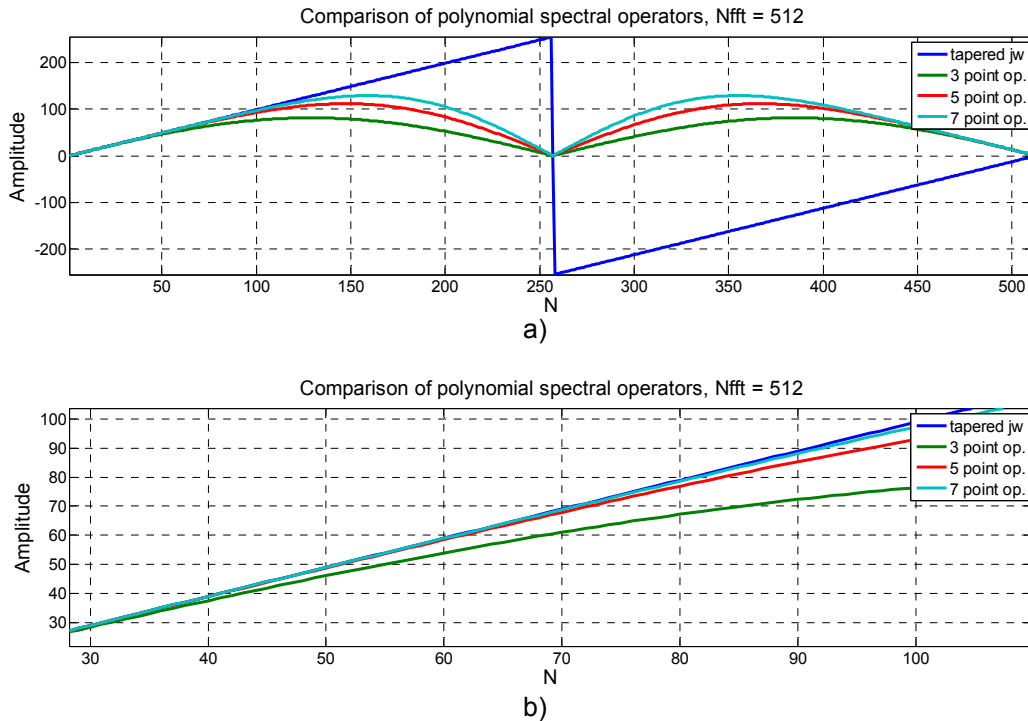 Comparison of polynomial spectral operators, Nfft = 512
Amplitude
200
100
0
-100
-200
50
100
150
200
250
300
350
400
450
500
N
tapered jw
3 point op.
5 point op.
7 point op.
a)
Comparison of polynomial spectral operators, Nfft = 512
Amplitude
100
90
80
70
60
50
40
30
30
40
50
60
70
80
90
100
N
tapered jw
3 point op.
5 point op.
7 point op.
b)